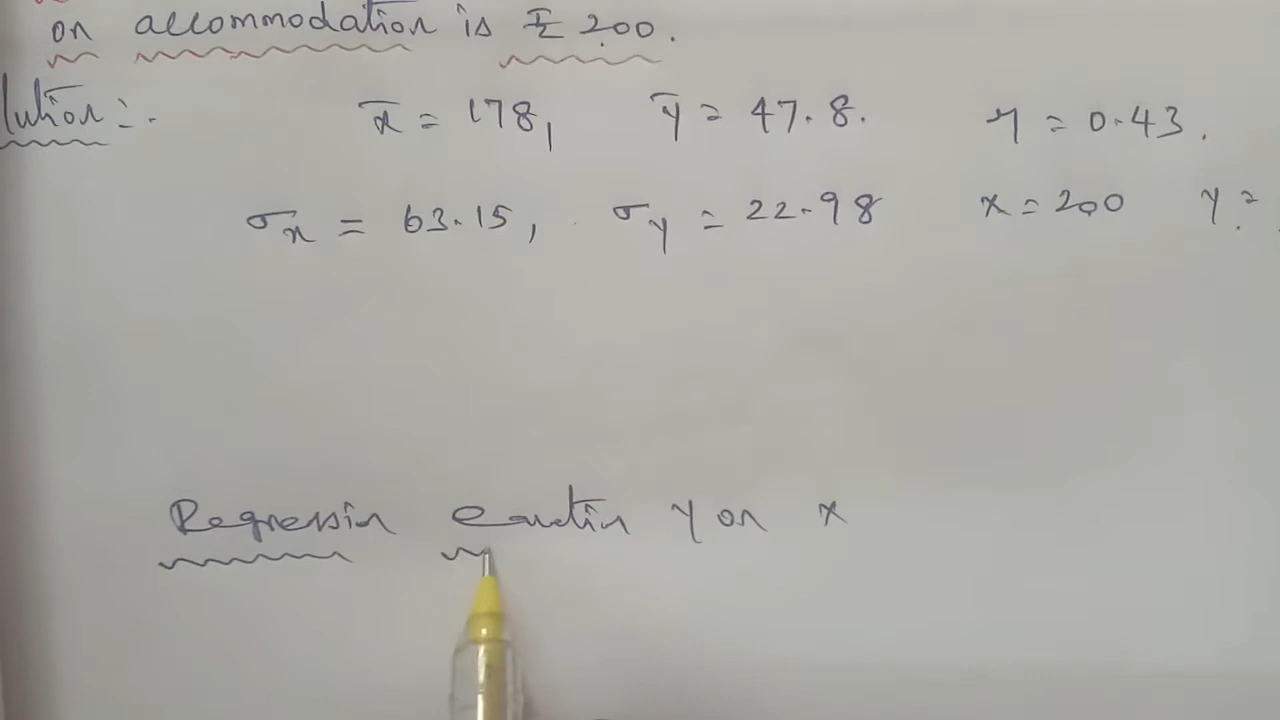 on accommodation is ₹ 200.
lution:-
x̄ = 178, ȳ = 47.8. r = 0.43.
σx = 63.15, σy = 22.98 x = 200 y =
Regression Equation y on x